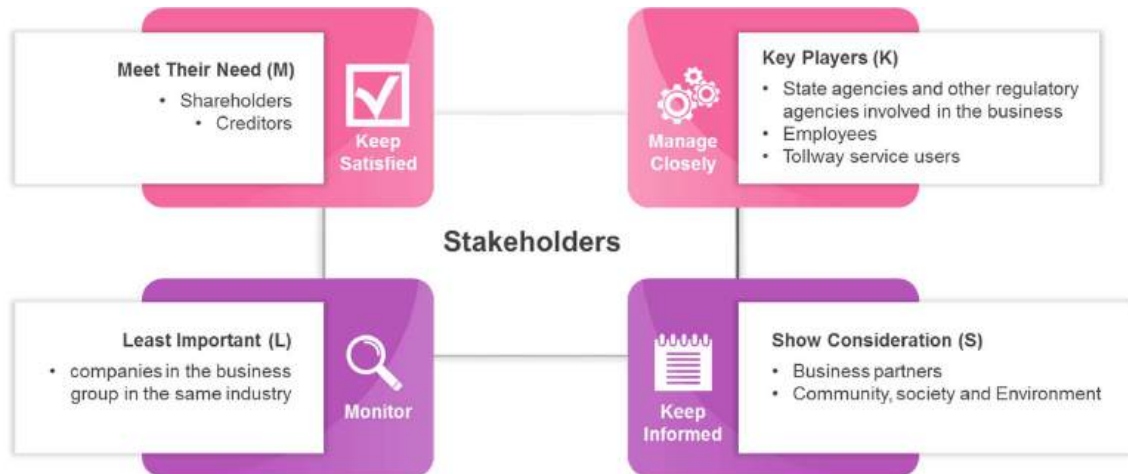 Meet Their Need (M)
• Shareholders
• Creditors
Keep
Satisfied
Key Players (K)
• State agencies and other regulatory
agencies involved in the business
• Employees
• Tollway service users
Manage
Closely
Stakeholders
Least Important (L)
• companies in the business
group in the same industry
Monitor
Show Consideration (S)
• Business partners
• Community, society and Environment
Keep
Informed